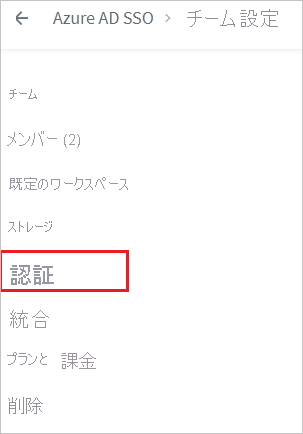 ← Azure AD SSO > チーム設定
チーム
メンバー (2)
既定のワークスペース
ストレージ
認証
統合
プランと 課金
削除